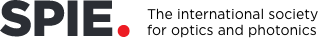 SPIE.
The international society
for optics and photonics